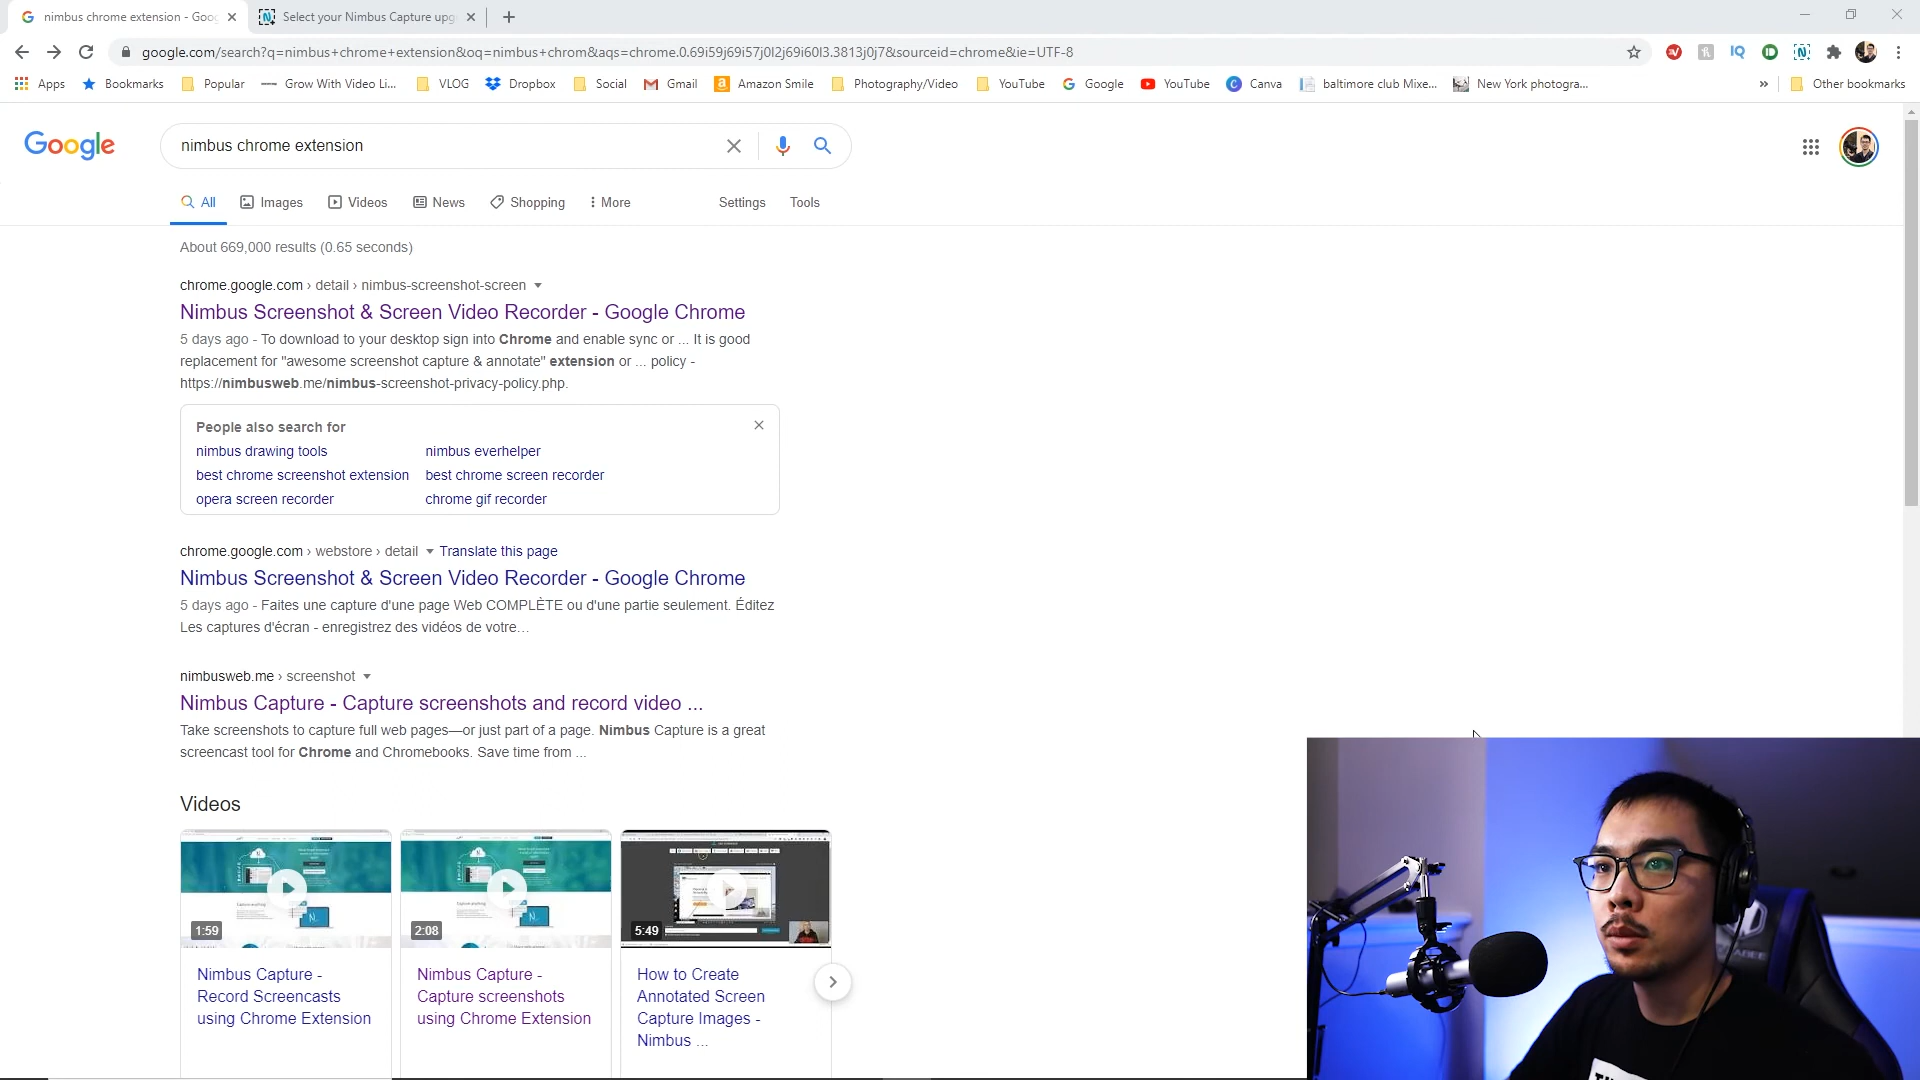 nimbus chrome extension - Goo
Select your Nimbus Capture upg
google.com/search?q=nimbus+chrome+extension&oq=nimbus+chrom&aqs=chrome.0.69i59j69i57j0l2j69i60l3.3813j0j7&sourceid=chrome&ie=UTF-8
Apps Bookmarks Popular Grow With Video Li... VLOG Dropbox Social Gmail Amazon Smile Photography/Video YouTube Google YouTube Canva baltimore club Mixe... New York photogra... » Other bookmarks
Google
nimbus chrome extension
All Images Videos News Shopping More Settings Tools
About 669,000 results (0.65 seconds)
chrome.google.com › detail › nimbus-screenshot-screen
Nimbus Screenshot & Screen Video Recorder - Google Chrome
5 days ago - To download to your desktop sign into Chrome and enable sync or ... It is good
replacement for "awesome screenshot capture & annotate" extension or ... policy -
https://nimbusweb.me/nimbus-screenshot-privacy-policy.php.
People also search for
nimbus drawing tools nimbus everhelper
best chrome screenshot extension best chrome screen recorder
opera screen recorder chrome gif recorder
chrome.google.com › webstore › detail Translate this page
Nimbus Screenshot & Screen Video Recorder - Google Chrome
5 days ago - Faites une capture d'une page Web COMPLÈTE ou d'une partie seulement. Éditez
Les captures d'écran - enregistrez des vidéos de votre…
nimbusweb.me › screenshot
Nimbus Capture - Capture screenshots and record video ...
Take screenshots to capture full web pages—or just part of a page. Nimbus Capture is a great
screencast tool for Chrome and Chromebooks. Save time from ...
Videos
1:59
2:08
5:49
Nimbus Capture -
Record Screencasts
using Chrome Extension
Nimbus Capture -
Capture screenshots
using Chrome Extension
How to Create
Annotated Screen
Capture Images -
Nimbus ...